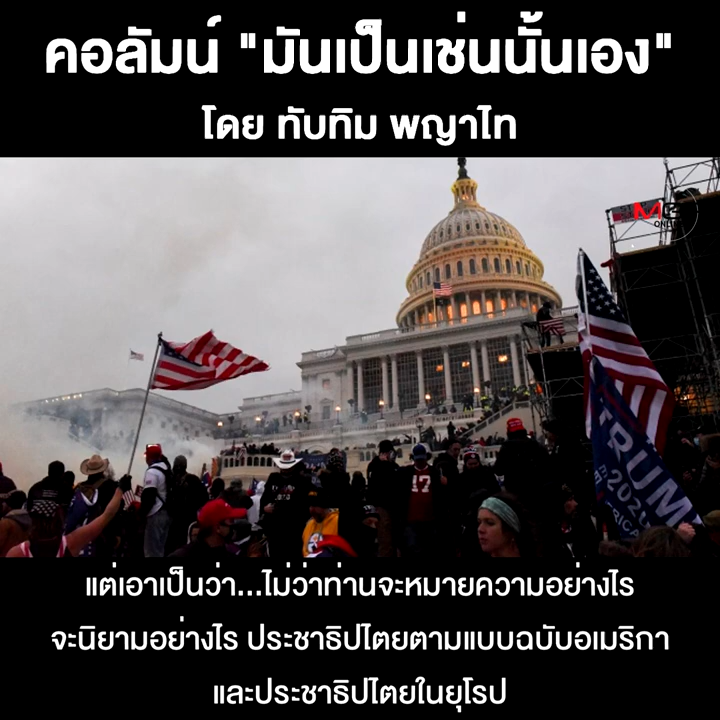 คอลัมน์ "มันเป็นเช่นนั้นเอง"
โดย ทับทิม พญาไท
ONLINE
17
TRUMP
2020
แต่เอาเป็นว่า...ไม่ว่าท่านจะหมายความอย่างไร
จะนิยามอย่างไร ประชาธิปไตยตามแบบฉบับอเมริกา
และประชาธิปไตยในยุโรป